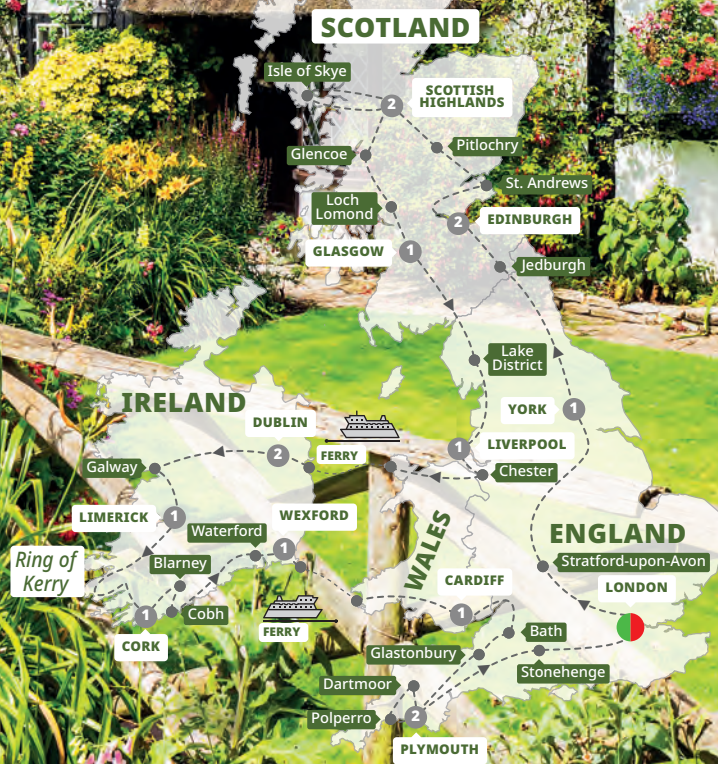 SCOTLAND
Isle of Skye
2
SCOTTISH
HIGHLANDS
Glencoe
Pitlochry
St. Andrews
Loch
Lomond
2
EDINBURGH
GLASGOW
1
Jedburgh
Lake
District
IRELAND
YORK
1
DUBLIN
2
FERRY
1
LIVERPOOL
Galway
Chester
LIMERICK
1
WEXFORD
Waterford
1
WALES
ENGLAND
Ring of
Kerry
Blarney
Stratford-upon-Avon
CARDIFF
LONDON
1
Cobh
1
CORK
FERRY
Bath
Glastonbury
Stonehenge
Dartmoor
Polperro
2
PLYMOUTH